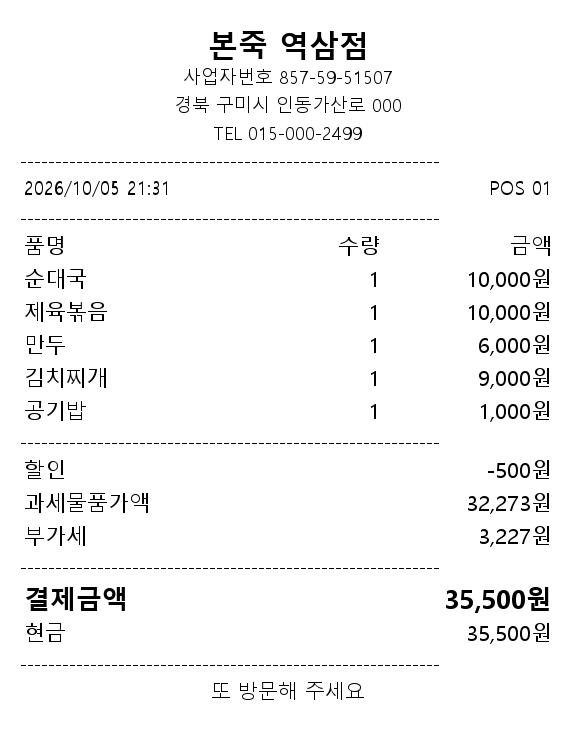 본죽 역삼점
사업자번호 857-59-51507
경북 구미시 인동가산로 000
TEL 015-000-2499
2026/10/05 21:31 POS 01
품명 수량 금액
순대국 1 10,000원
제육볶음 1 10,000원
만두 1 6,000원
김치찌개 1 9,000원
공기밥 1 1,000원
할인 -500원
과세물품가액 32,273원
부가세 3,227원
결제금액 35,500원
현금 35,500원
또 방문해 주세요